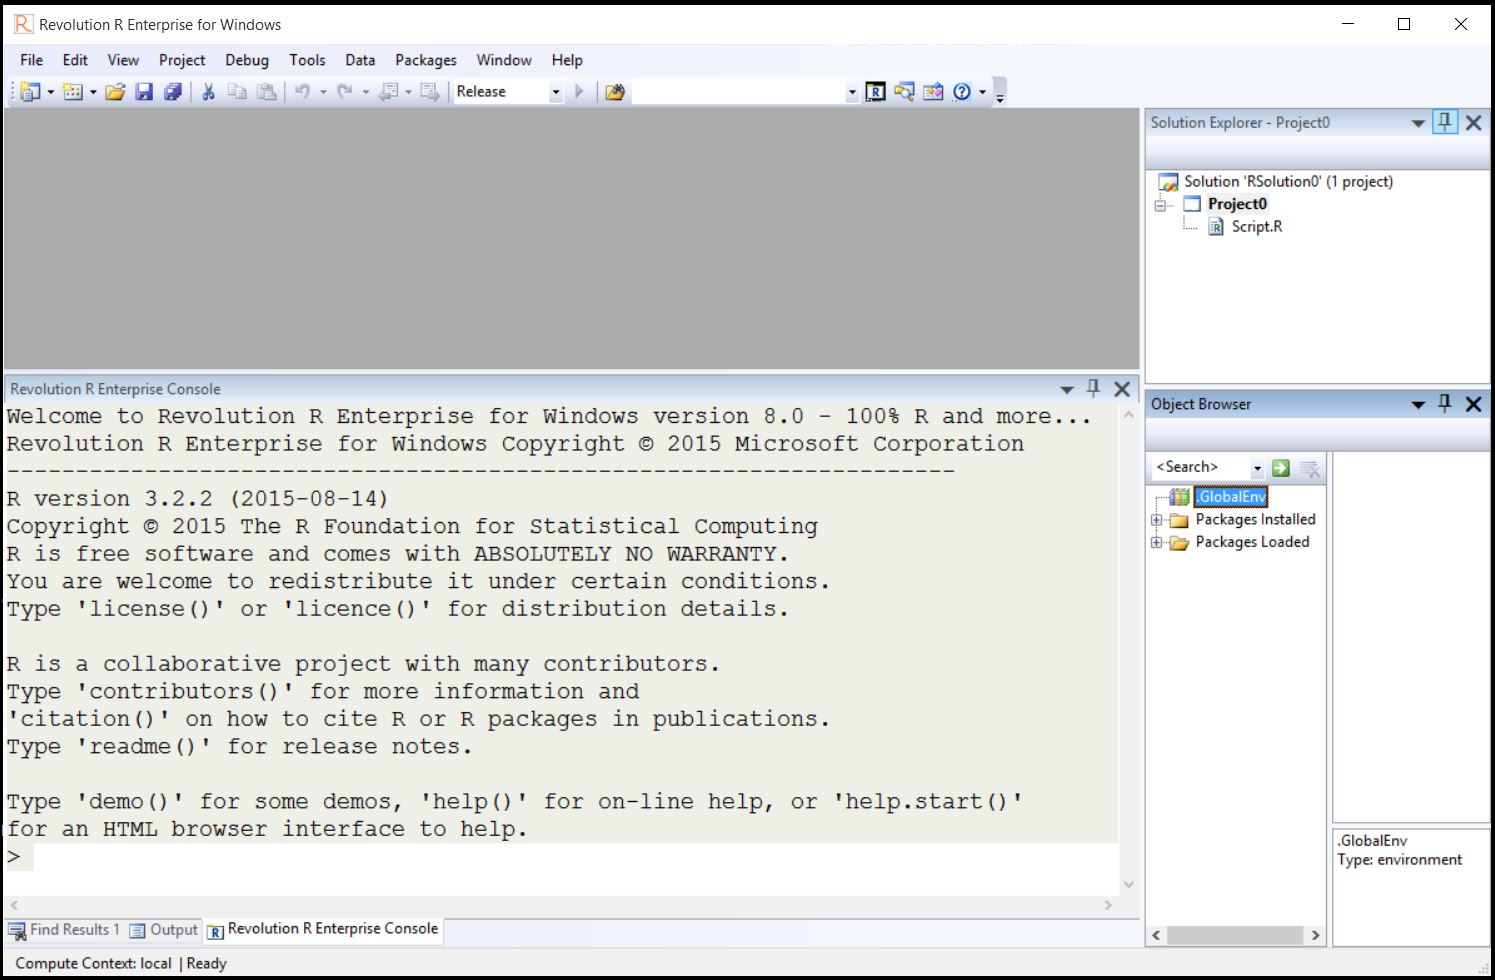 Revolution R Enterprise for Windows
File Edit View Project Debug Tools Data Packages Window Help
Release
Solution Explorer - Project0
Solution 'RSolution0' (1 project)
Project0
Script.R
Revolution R Enterprise Console
Welcome to Revolution R Enterprise for Windows version 8.0 - 100% R and more...
Revolution R Enterprise for Windows Copyright © 2015 Microsoft Corporation
---------------------------------------------------------------------
R version 3.2.2 (2015-08-14)
Copyright © 2015 The R Foundation for Statistical Computing
R is free software and comes with ABSOLUTELY NO WARRANTY.
You are welcome to redistribute it under certain conditions.
Type 'license()' or 'licence()' for distribution details.
R is a collaborative project with many contributors.
Type 'contributors()' for more information and
'citation()' on how to cite R or R packages in publications.
Type 'readme()' for release notes.
Type 'demo()' for some demos, 'help()' for on-line help, or 'help.start()'
for an HTML browser interface to help.
>
Object Browser
<Search>
.GlobalEnv
Packages Installed
Packages Loaded
.GlobalEnv
Type: environment
Find Results 1 Output Revolution R Enterprise Console
Compute Context: local | Ready